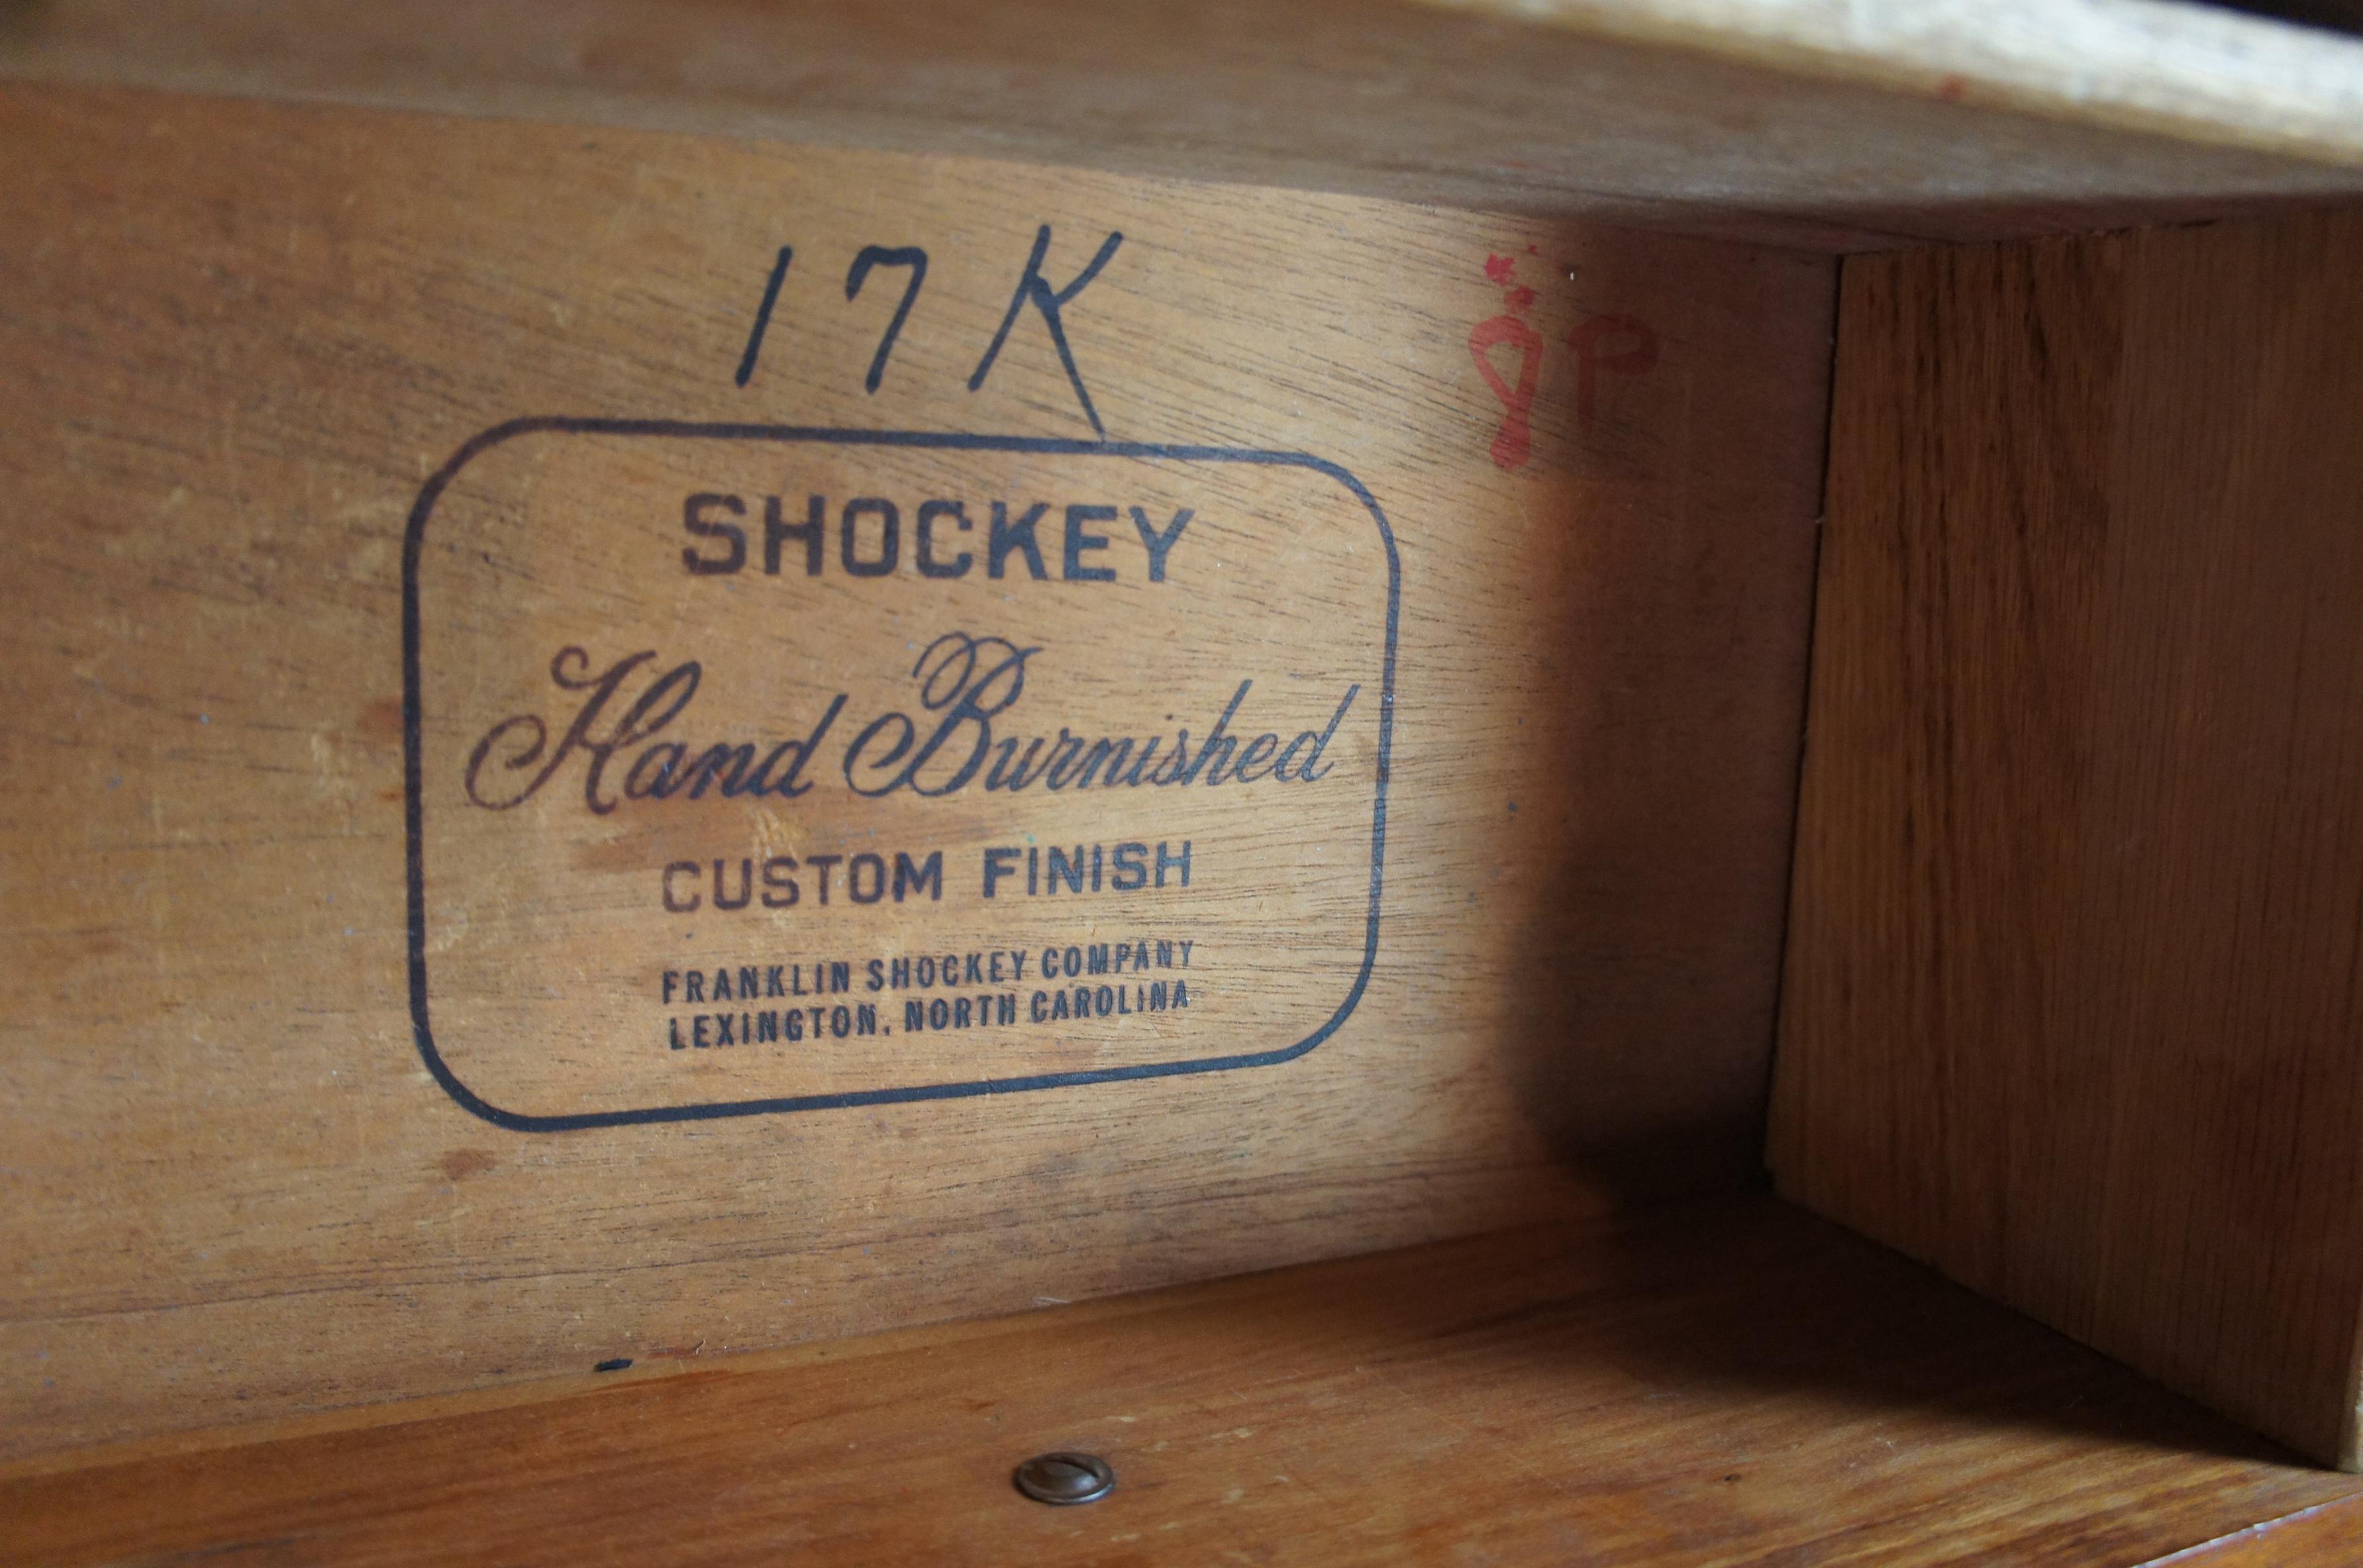 17K
SHOCKEY
Hand Burnished
CUSTOM FINISH
FRANKLIN SHOCKEY COMPANY
LEXINGTON, NORTH CAROLINA
P